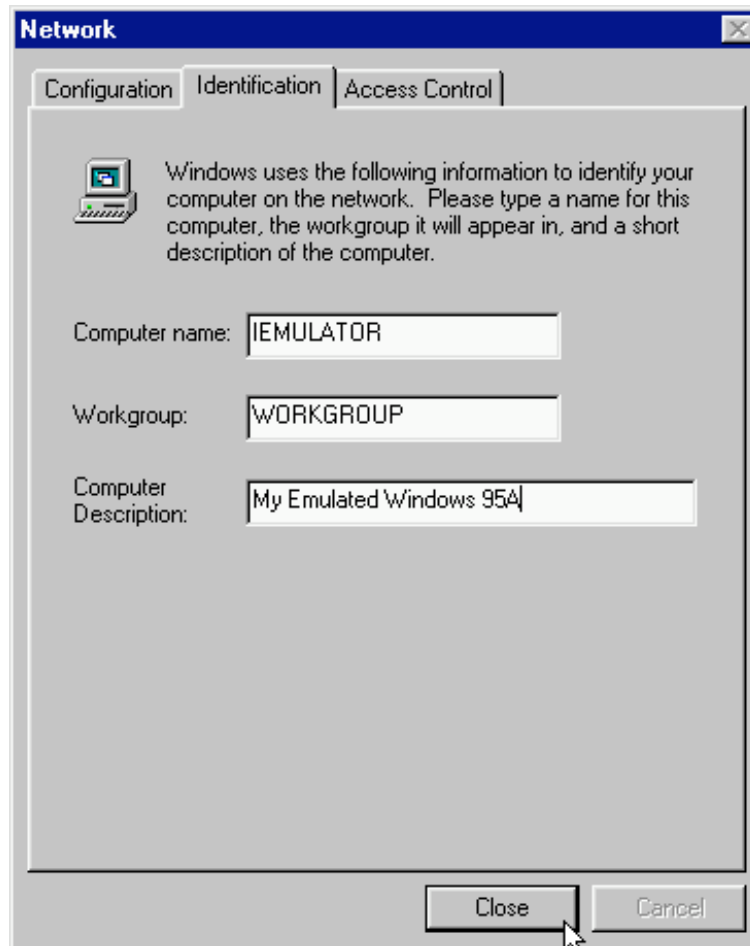 Network
Configuration Identification Access Control
Windows uses the following information to identify your
computer on the network.  Please type a name for this
computer, the workgroup it will appear in, and a short
description of the computer.
Computer name: IEMULATOR
Workgroup: WORKGROUP
Computer
Description: My Emulated Windows 95A
Close Cancel